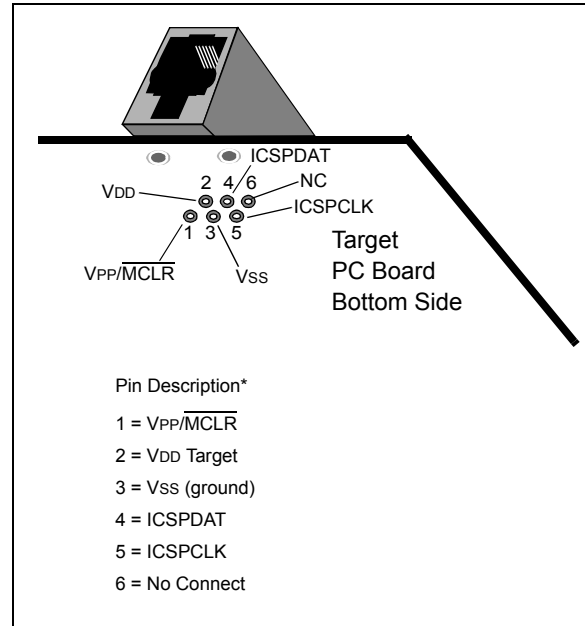 ICSPDAT
2 4 6 NC
VDD
ICSPCLK
1 3 5
Target
VPP/MCLR VSS
PC Board
Bottom Side
Pin Description*
1 = VPP/MCLR
2 = VDD Target
3 = VSS (ground)
4 = ICSPDAT
5 = ICSPCLK
6 = No Connect